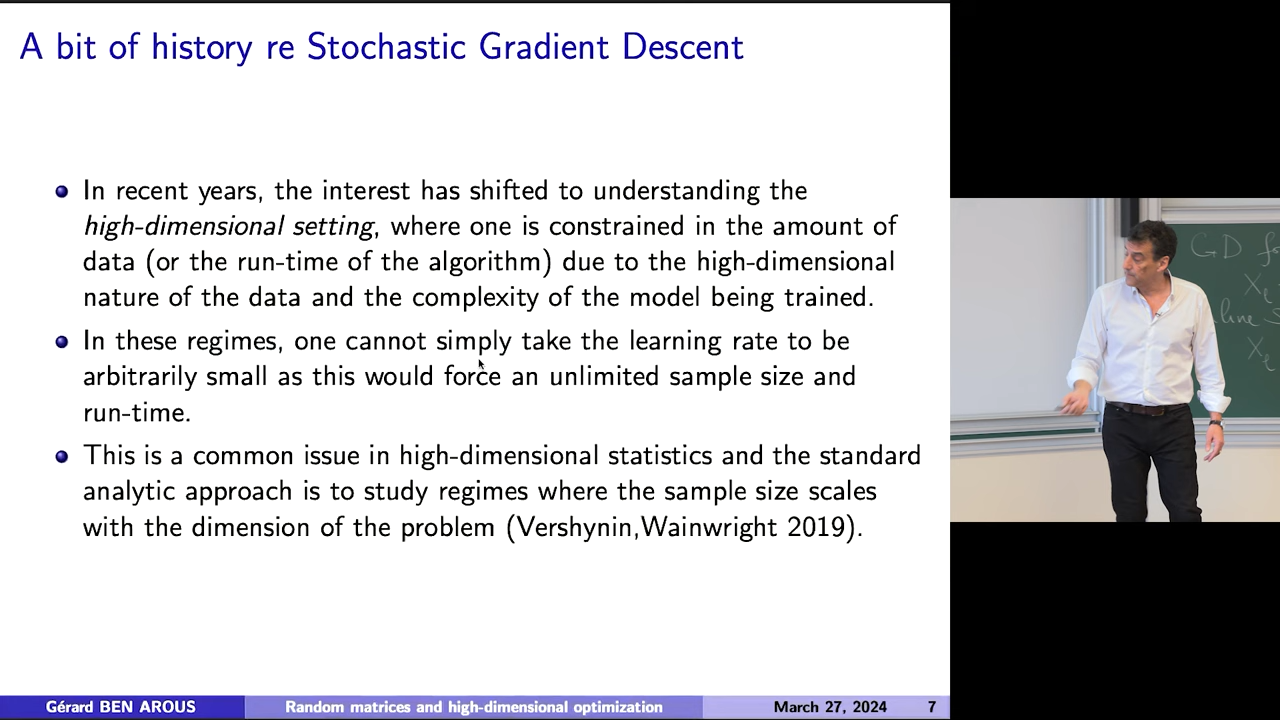 A bit of history re Stochastic Gradient Descent
In recent years, the interest has shifted to understanding the
high-dimensional setting, where one is constrained in the amount of
data (or the run-time of the algorithm) due to the high-dimensional
nature of the data and the complexity of the model being trained.
In these regimes, one cannot simply take the learning rate to be
arbitrarily small as this would force an unlimited sample size and
run-time.
This is a common issue in high-dimensional statistics and the standard
analytic approach is to study regimes where the sample size scales
with the dimension of the problem (Vershynin,Wainwright 2019).
Gérard BEN AROUS
Random matrices and high-dimensional optimization
March 27, 2024
7
GD